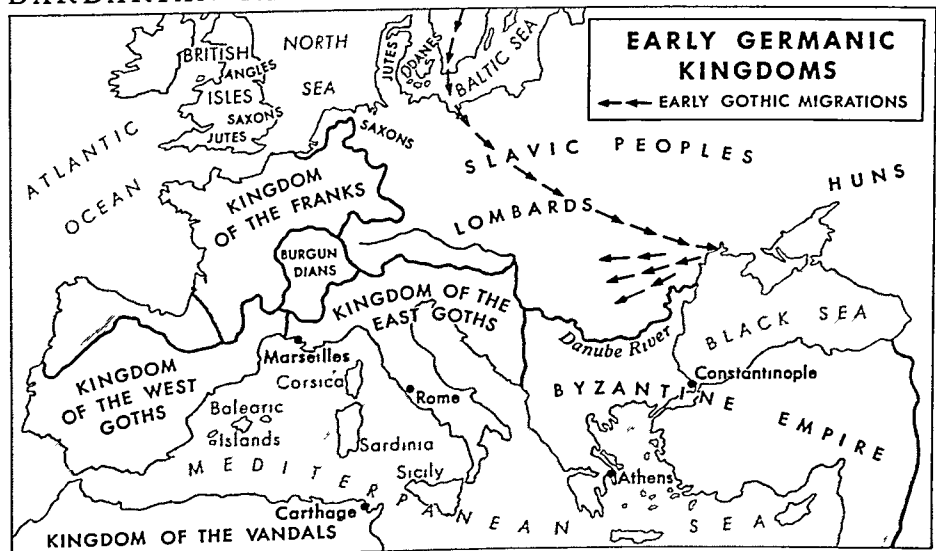 EARLY GERMANIC
KINGDOMS
EARLY GOTHIC MIGRATIONS
NORTH
SEA
BRITISH
ISLES
ANGLES
SAXONS
JUTES
JUTES
DANES
BALTIC SEA
SAXONS
ATLANTIC
OCEAN
SLAVIC PEOPLES
HUNS
KINGDOM
OF THE FRANKS
LOMBARDS
BURGUN
DIANS
KINGDOM OF THE
EAST GOTHS
Danube River
BLACK SEA
Marseilles
Corsica
Rome
Constantinople
BYZANTINE EMPIRE
KINGDOM
OF THE WEST
GOTHS
Balearic
Islands
Sardinia
Sicily
Athens
MEDITERRANEAN SEA
Carthage
KINGDOM OF THE VANDALS